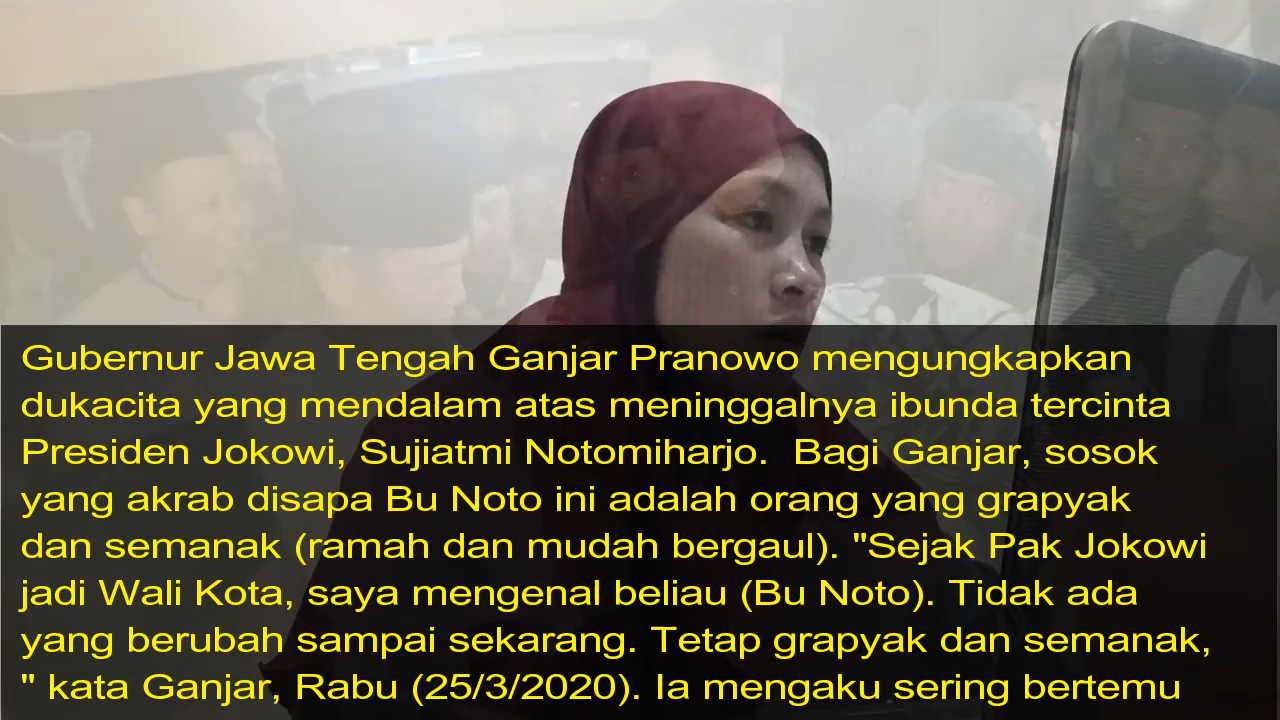 Gubernur Jawa Tengah Ganjar Pranowo mengungkapkan
dukacita yang mendalam atas meninggalnya ibunda tercinta
Presiden Jokowi, Sujiatmi Notomiharjo.  Bagi Ganjar, sosok
yang akrab disapa Bu Noto ini adalah orang yang grapyak
dan semanak (ramah dan mudah bergaul). "Sejak Pak Jokowi
jadi Wali Kota, saya mengenal beliau (Bu Noto). Tidak ada
yang berubah sampai sekarang. Tetap grapyak dan semanak,
" kata Ganjar, Rabu (25/3/2020). Ia mengaku sering bertemu